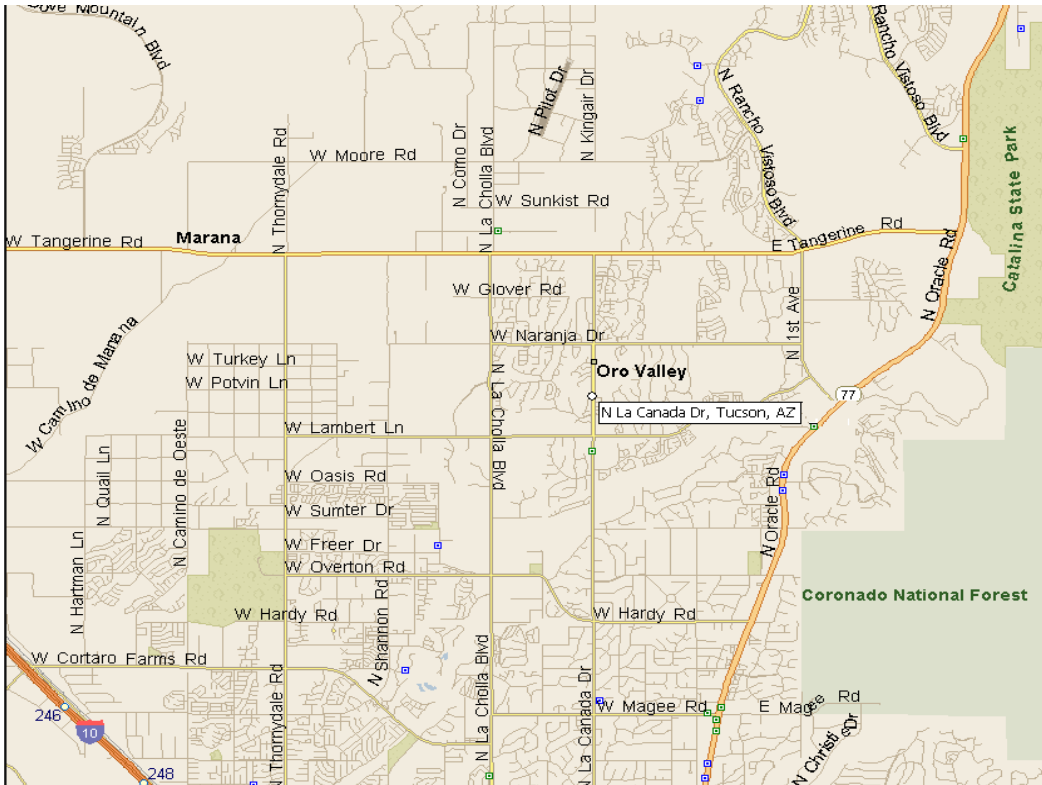 Cove Mountain Blvd
N Pilot Dr
N Kingair Dr
N Rancho Vistoso Blvd
Rancho Vistoso Blvd
N Thornydale Rd
W Moore Rd
N Como Dr
N La Cholla Blvd
W Sunkist Rd
Catalina State Park
W Tangerine Rd
Marana
E Tangerine Rd
N Oracle Rd
W Glover Rd
N 1st Ave
W Camino de Manana
W Naranja Dr
W Turkey Ln
Oro Valley
W Potvin Ln
N La Cholla Blvd
77
N La Canada Dr, Tucson, AZ
W Lambert Ln
N Quail Ln
N Camino de Oeste
W Oasis Rd
N Oracle Rd
W Sumter Dr
W Freer Dr
N Hartman Ln
W Overton Rd
Coronado National Forest
W Hardy Rd
N Shannon Rd
W Hardy Rd
W Cortaro Farms Rd
N La Cholla Blvd
N La Canada Dr
N Thornydale Rd
W Magee Rd
E Magee Rd
246
10
N Christie Dr
248